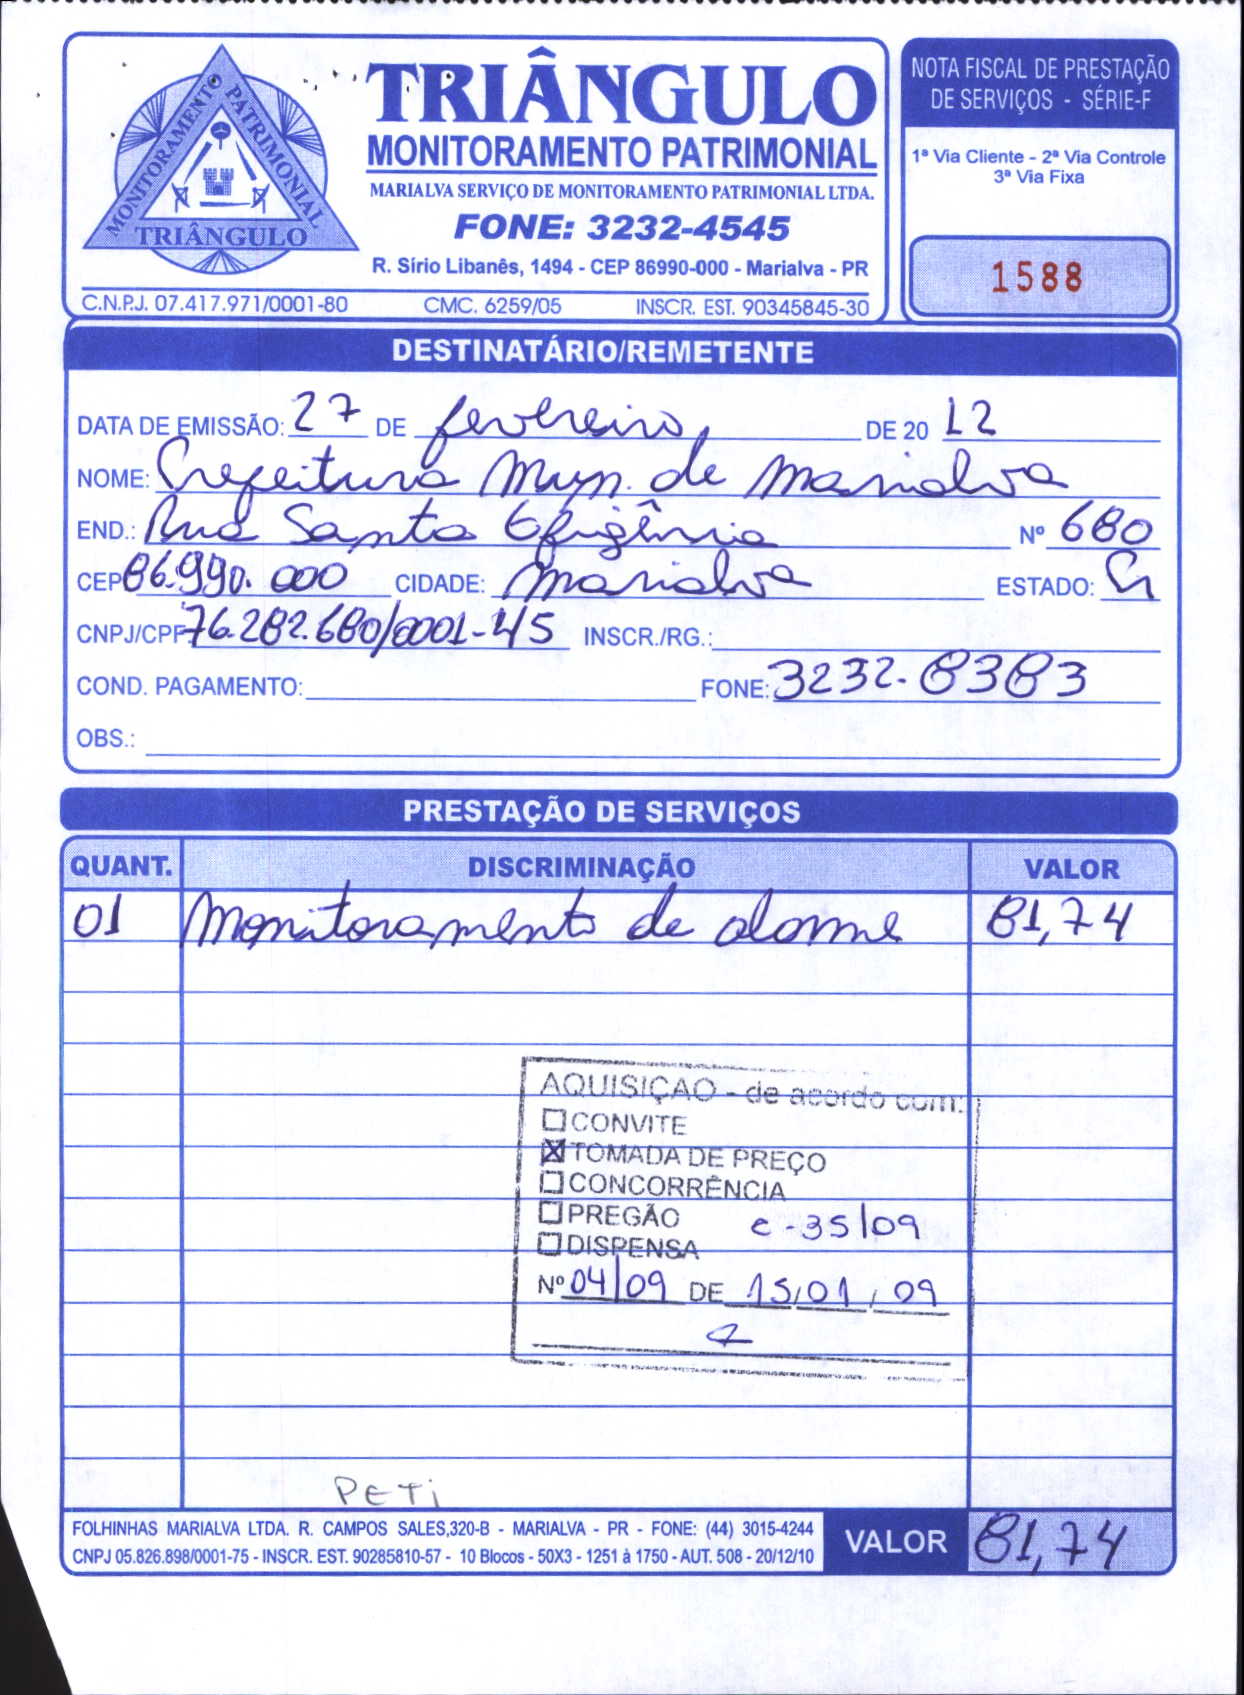 MONITORAMENTO PATRIMONIAL
TRIÂNGULO
TRIÂNGULO
MONITORAMENTO PATRIMONIAL
MARIALVA SERVIÇO DE MONITORAMENTO PATRIMONIAL LTDA.
FONE: 3232-4545
R. Sírio Libanês, 1494 - CEP 86990-000 - Marialva - PR
C.N.P.J. 07.417.971/0001-80 CMC. 6259/05 INSCR. EST. 90345845-30
NOTA FISCAL DE PRESTAÇÃO
DE SERVIÇOS - SÉRIE-F
1ª Via Cliente - 2ª Via Controle
3ª Via Fixa
1588
DESTINATÁRIO/REMETENTE
DATA DE EMISSÃO: 27 DE fevereiro DE 20 12
NOME: Prefeitura Mun. de Marialva
END.: Rua Santa Efigênia Nº 680
CEP 86.990.000 CIDADE: Marialva ESTADO: Pr
CNPJ/CPF: 76.282.680/0001-45 INSCR./RG.:
COND. PAGAMENTO: FONE: 3232.8383
OBS.:
PRESTAÇÃO DE SERVIÇOS
QUANT. DISCRIMINAÇÃO VALOR
01 Monitoramento de alarme 81,74
AQUISIÇÃO - de acordo com:
CONVITE
TOMADA DE PREÇO
CONCORRÊNCIA
PREGÃO c-35/09
DISPENSA
Nº 04/09 DE 15/01/09
PETi
FOLHINHAS MARIALVA LTDA. R. CAMPOS SALES,320-B - MARIALVA - PR - FONE: (44) 3015-4244
CNPJ 05.826.898/0001-75 - INSCR. EST. 90285810-57 - 10 Blocos - 50X3 - 1251 à 1750 - AUT. 508 - 20/12/10
VALOR 81,74